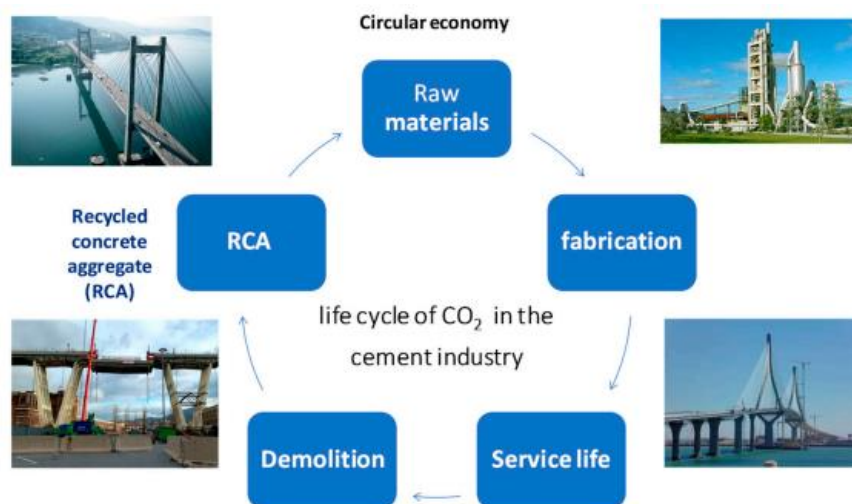 Circular economy
Raw
materials
RCA
fabrication
Recycled
concrete
aggregate
(RCA)
life cycle of CO₂ in the
cement industry
Demolition
Service life